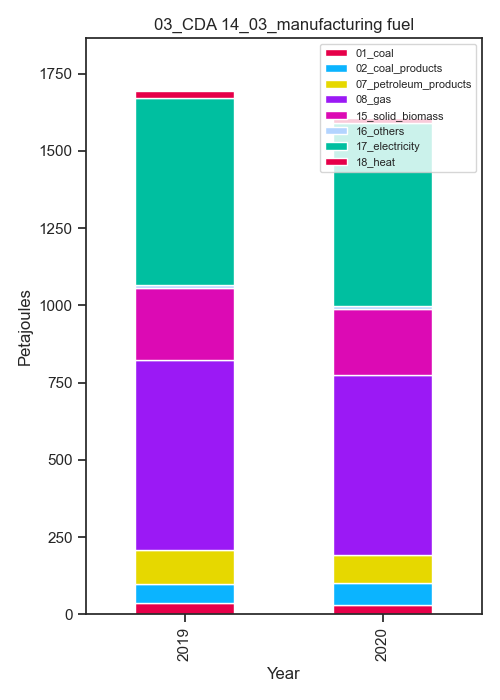 03_CDA 14_03_manufacturing fuel
01_coal
02_coal_products
07_petroleum_products
08_gas
15_solid_biomass
16_others
17_electricity
18_heat
1750
1500
1250
1000
750
500
250
0
Petajoules
2019
2020
Year